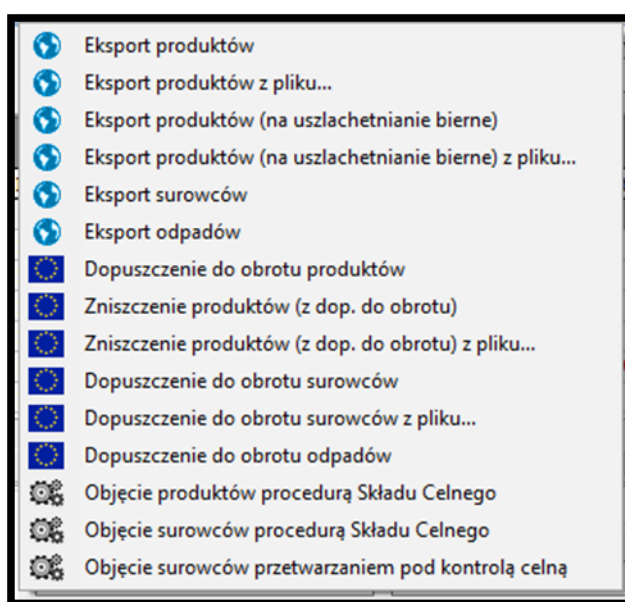 Eksport produktów
Eksport produktów z pliku...
Eksport produktów (na uszlachetnianie bierne)
Eksport produktów (na uszlachetnianie bierne) z pliku...
Eksport surowców
Eksport odpadów
Dopuszczenie do obrotu produktów
Zniszczenie produktów (z dop. do obrotu)
Zniszczenie produktów (z dop. do obrotu) z pliku...
Dopuszczenie do obrotu surowców
Dopuszczenie do obrotu surowców z pliku...
Dopuszczenie do obrotu odpadów
Objęcie produktów procedurą Składu Celnego
Objęcie surowców procedurą Składu Celnego
Objęcie surowców przetwarzaniem pod kontrolą celną